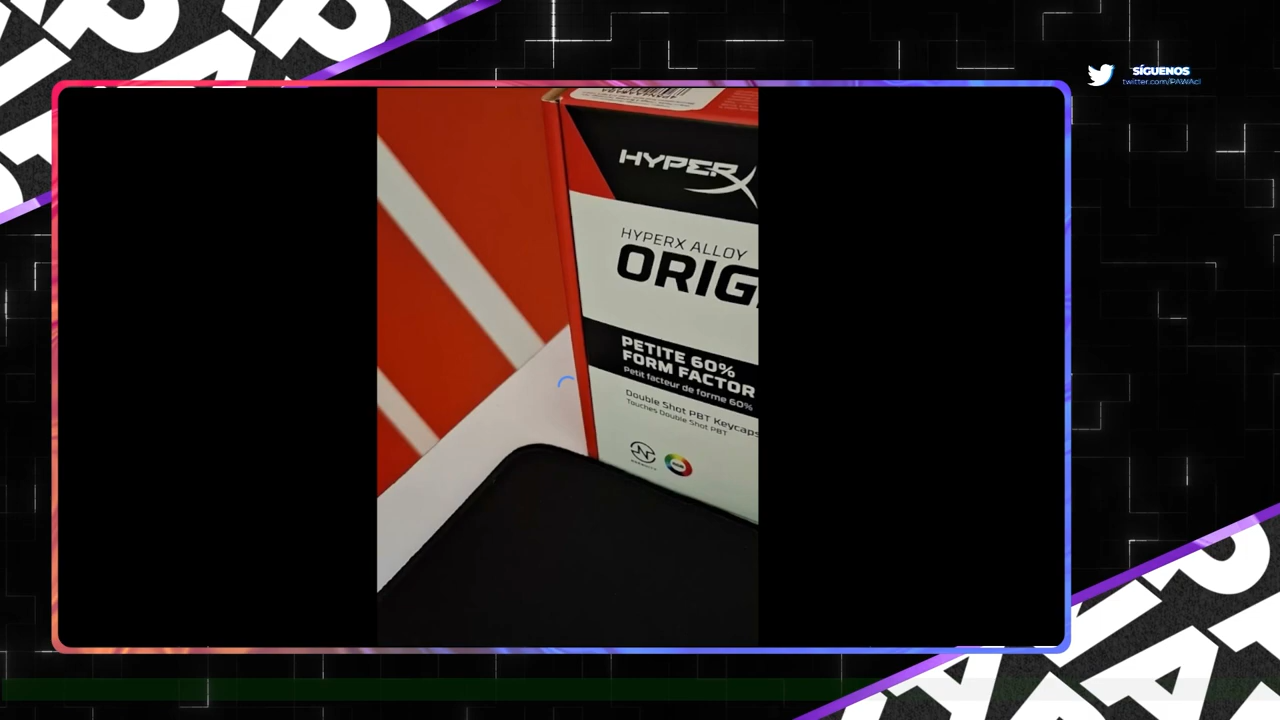 SÍGUENOS
twitter.com/PAWAcl
HYPERX
HYPERX ALLOY
ORIG
PETITE 60%
FORM FACTOR
Petit facteur de forme 60%
Double Shot PBT Keycaps
Touches Double Shot PBT